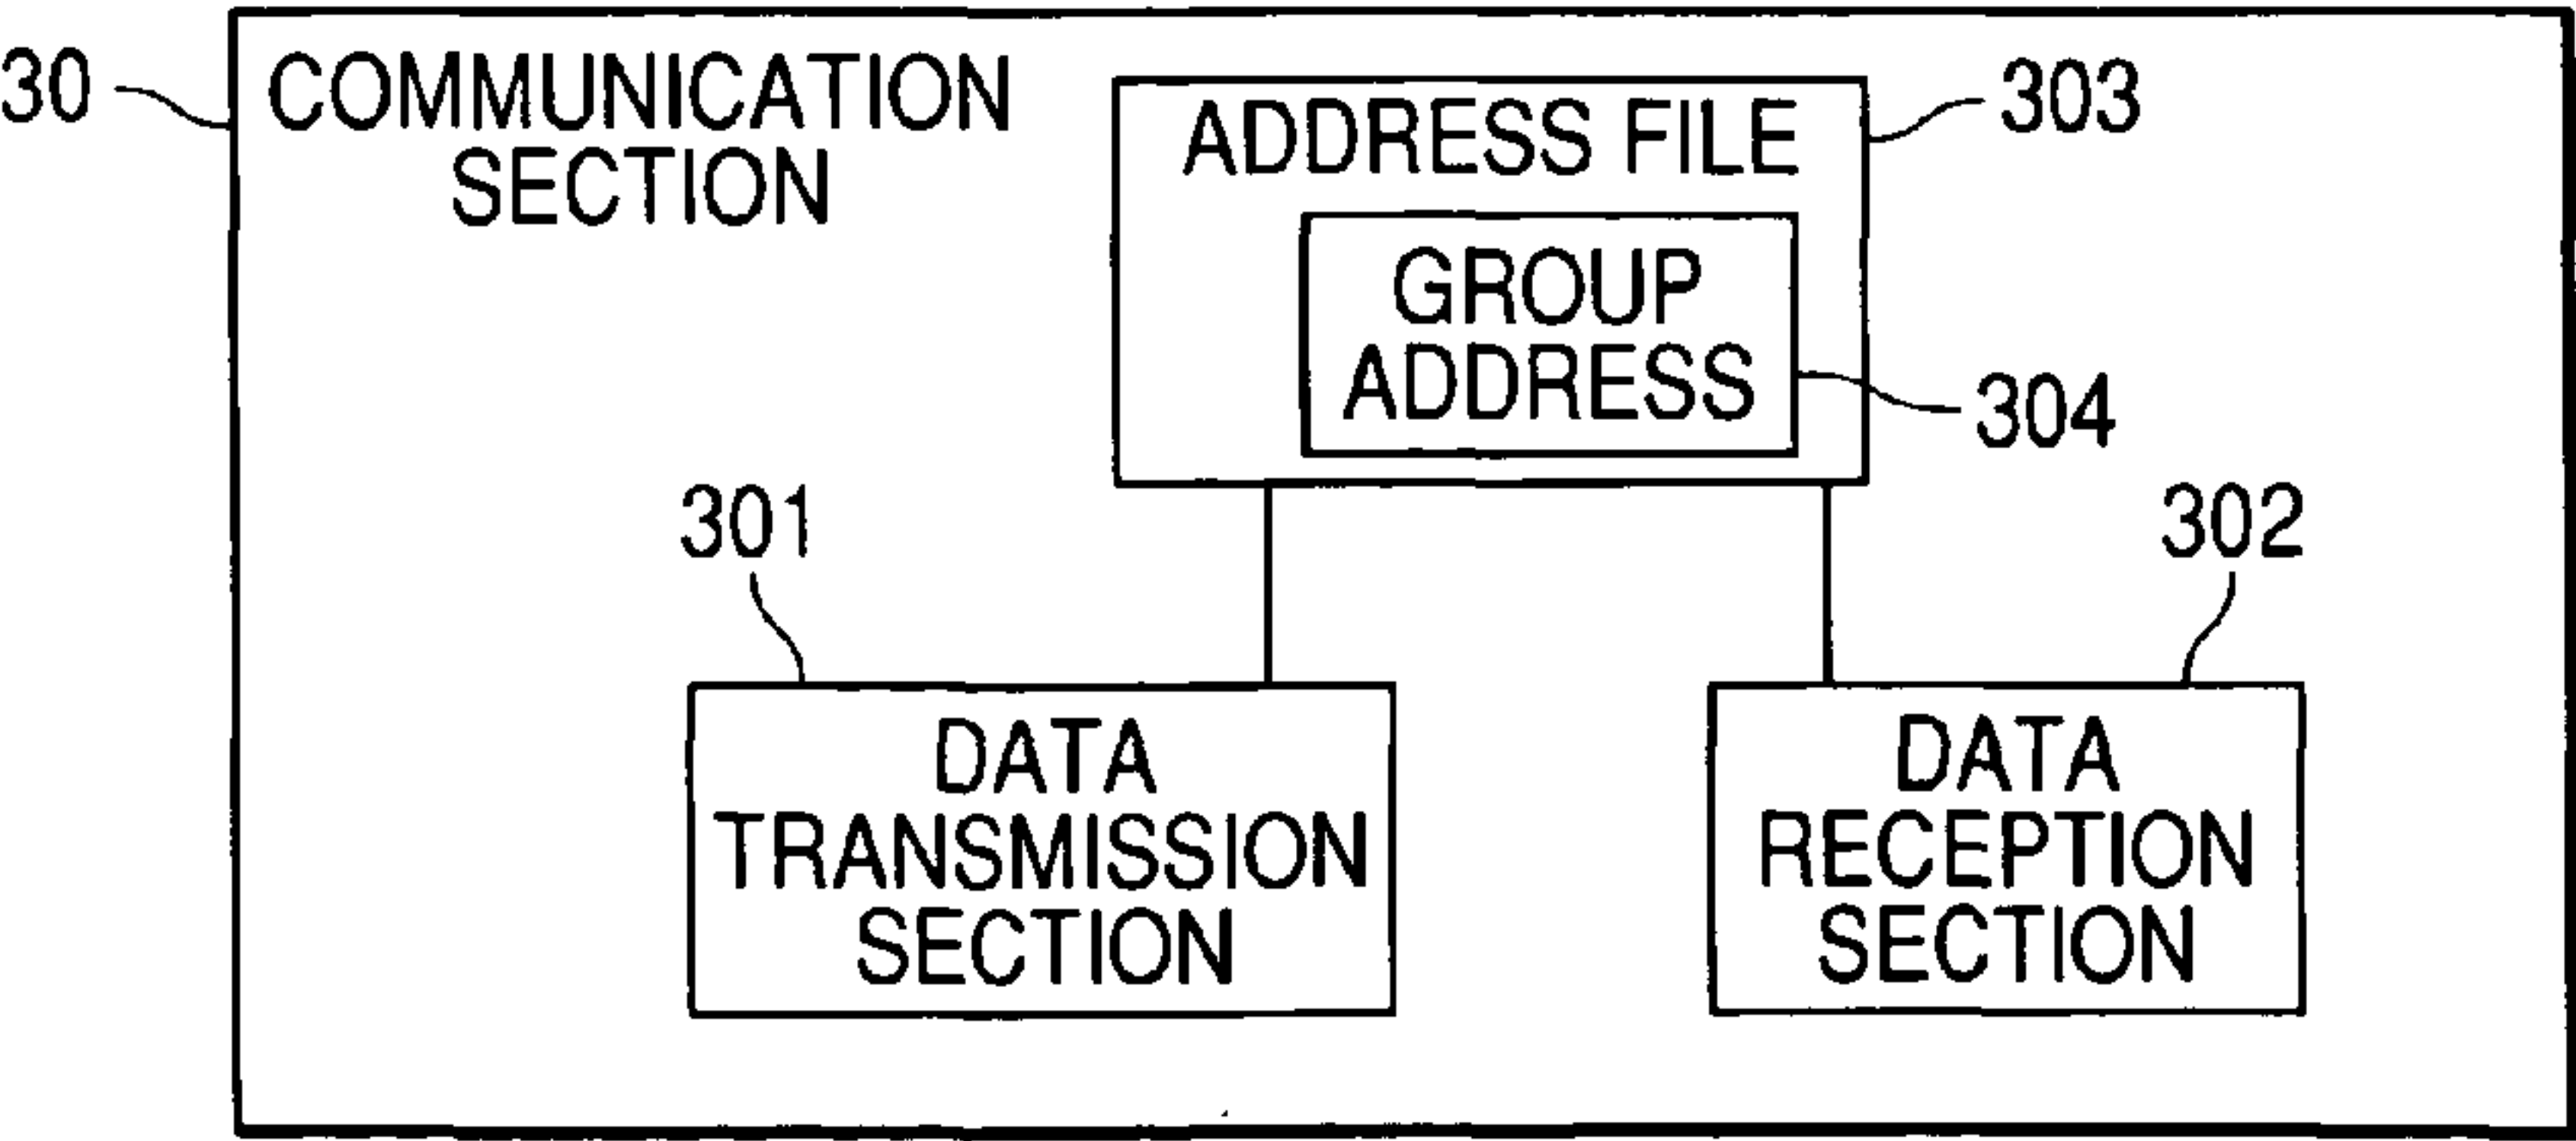 30
COMMUNICATION
SECTION
303
ADDRESS FILE
GROUP
ADDRESS
304
301
302
DATA
TRANSMISSION
SECTION
DATA
RECEPTION
SECTION